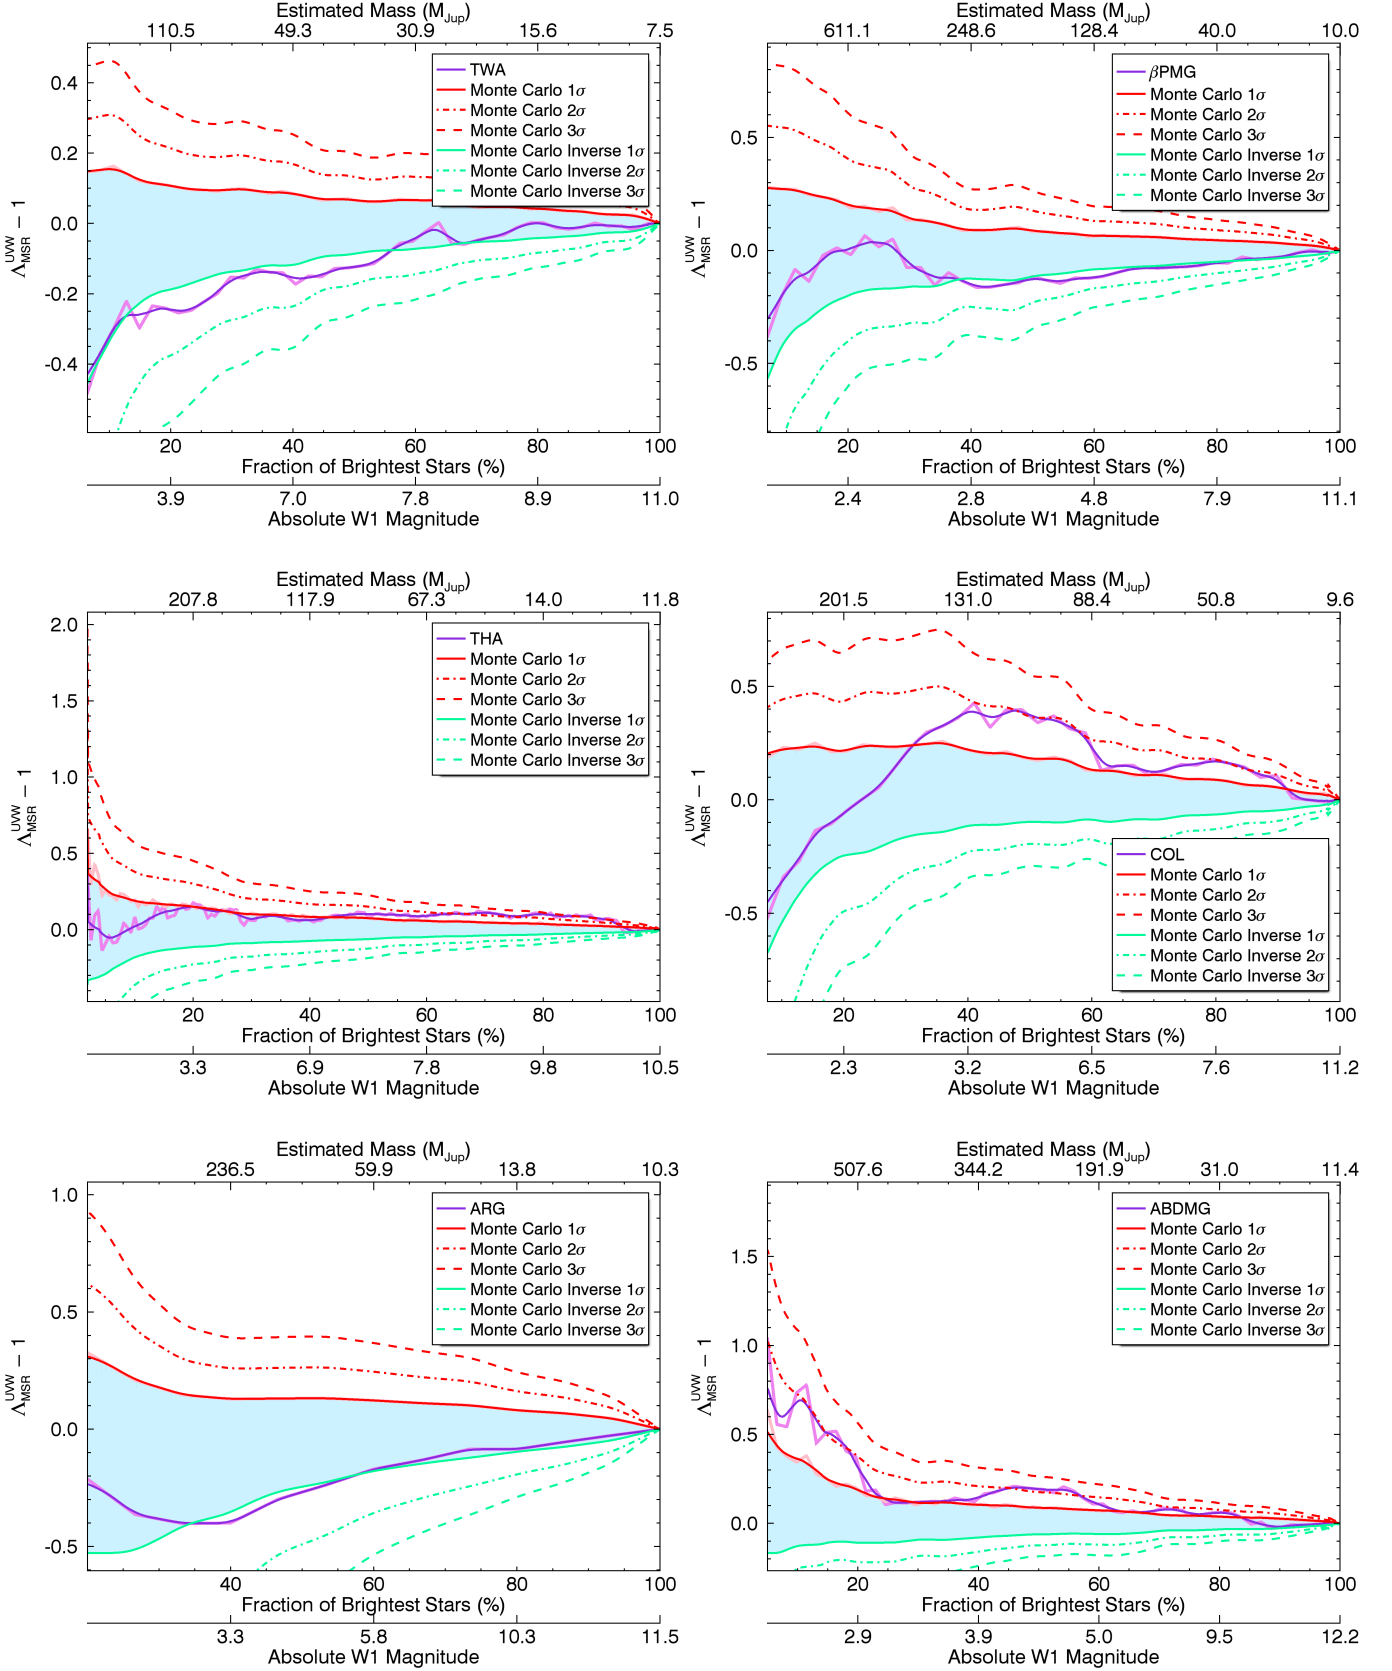 Estimated Mass (MJup)
110.5 49.3 30.9 15.6 7.5
0.4
0.2
0.0
-0.2
-0.4
ΛUVWMSR − 1
TWA
Monte Carlo 1σ
Monte Carlo 2σ
Monte Carlo 3σ
Monte Carlo Inverse 1σ
Monte Carlo Inverse 2σ
Monte Carlo Inverse 3σ
20 40 60 80 100
Fraction of Brightest Stars (%)
3.9 7.0 7.8 8.9 11.0
Absolute W1 Magnitude
Estimated Mass (MJup)
611.1 248.6 128.4 40.0 10.0
0.5
0.0
-0.5
ΛUVWMSR − 1
βPMG
Monte Carlo 1σ
Monte Carlo 2σ
Monte Carlo 3σ
Monte Carlo Inverse 1σ
Monte Carlo Inverse 2σ
Monte Carlo Inverse 3σ
20 40 60 80 100
Fraction of Brightest Stars (%)
2.4 2.8 4.8 7.9 11.1
Absolute W1 Magnitude
Estimated Mass (MJup)
207.8 117.9 67.3 14.0 11.8
2.0
1.5
1.0
0.5
0.0
ΛUVWMSR − 1
THA
Monte Carlo 1σ
Monte Carlo 2σ
Monte Carlo 3σ
Monte Carlo Inverse 1σ
Monte Carlo Inverse 2σ
Monte Carlo Inverse 3σ
20 40 60 80 100
Fraction of Brightest Stars (%)
3.3 6.9 7.8 9.8 10.5
Absolute W1 Magnitude
Estimated Mass (MJup)
201.5 131.0 88.4 50.8 9.6
0.5
0.0
-0.5
ΛUVWMSR − 1
COL
Monte Carlo 1σ
Monte Carlo 2σ
Monte Carlo 3σ
Monte Carlo Inverse 1σ
Monte Carlo Inverse 2σ
Monte Carlo Inverse 3σ
20 40 60 80 100
Fraction of Brightest Stars (%)
2.3 3.2 6.5 7.6 11.2
Absolute W1 Magnitude
Estimated Mass (MJup)
236.5 59.9 13.8 10.3
1.0
0.5
0.0
-0.5
ΛUVWMSR − 1
ARG
Monte Carlo 1σ
Monte Carlo 2σ
Monte Carlo 3σ
Monte Carlo Inverse 1σ
Monte Carlo Inverse 2σ
Monte Carlo Inverse 3σ
40 60 80 100
Fraction of Brightest Stars (%)
3.3 5.8 10.3 11.5
Absolute W1 Magnitude
Estimated Mass (MJup)
507.6 344.2 191.9 31.0 11.4
1.5
1.0
0.5
0.0
ΛUVWMSR − 1
ABDMG
Monte Carlo 1σ
Monte Carlo 2σ
Monte Carlo 3σ
Monte Carlo Inverse 1σ
Monte Carlo Inverse 2σ
Monte Carlo Inverse 3σ
20 40 60 80 100
Fraction of Brightest Stars (%)
2.9 3.9 5.0 9.5 12.2
Absolute W1 Magnitude